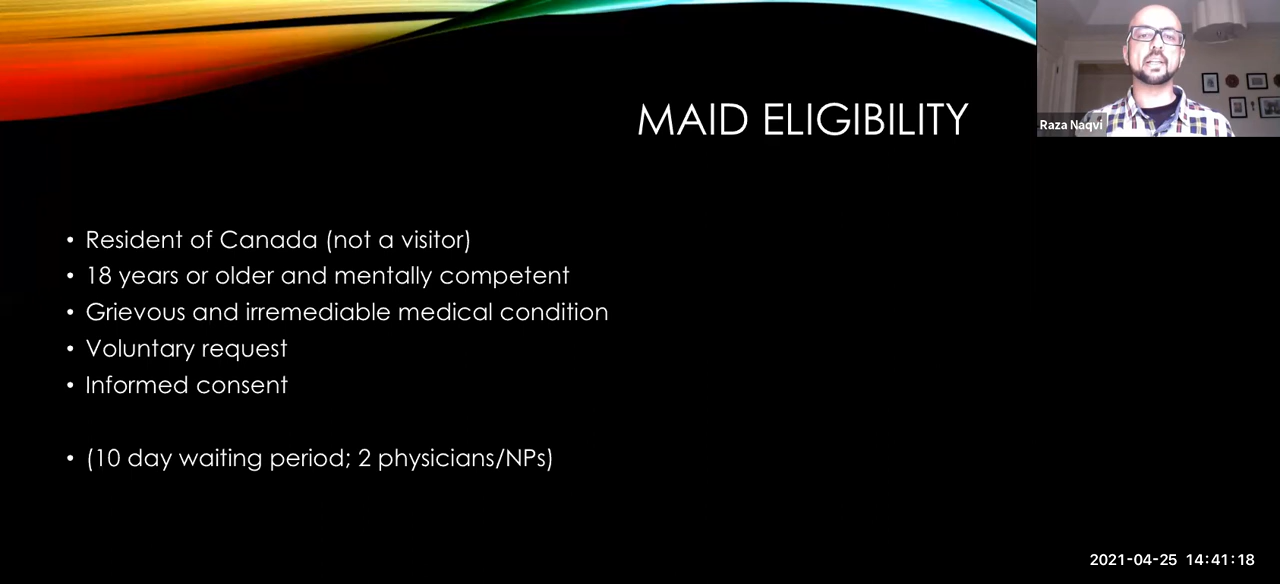 MAID ELIGIBILITY
Raza Naqvi
• Resident of Canada (not a visitor)
• 18 years or older and mentally competent
• Grievous and irremediable medical condition
• Voluntary request
• Informed consent
• (10 day waiting period; 2 physicians/NPs)
2021-04-25 14:41:18